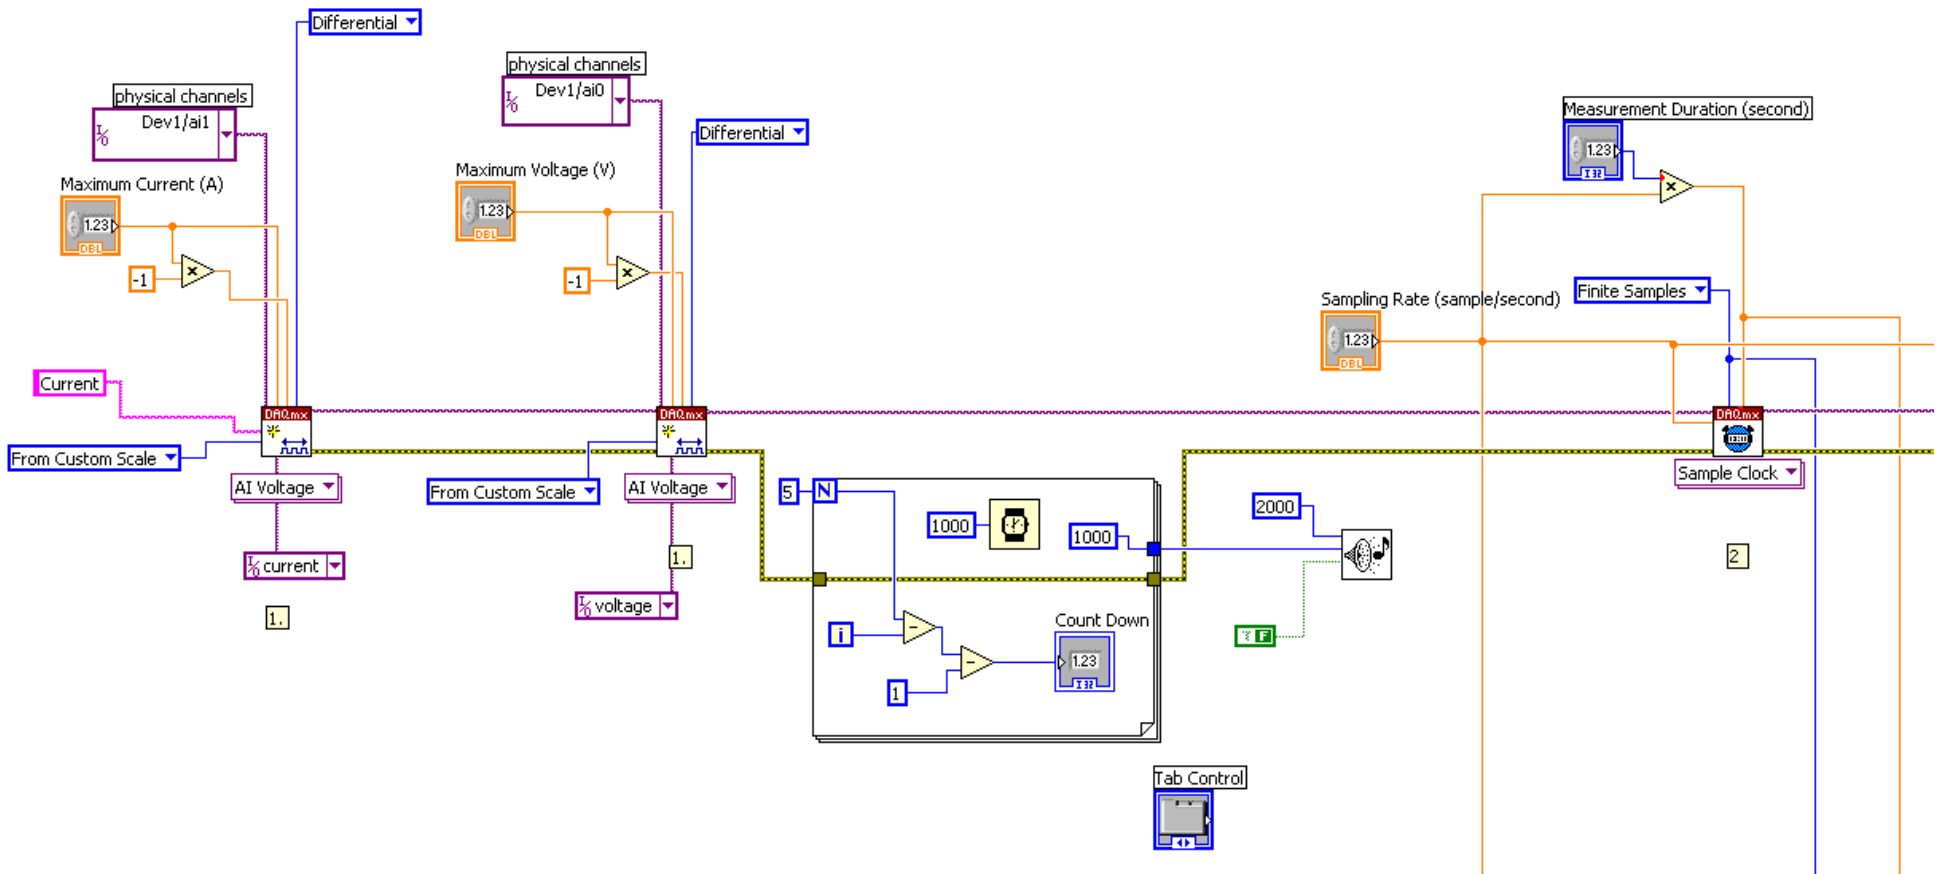 Differential
physical channels
Dev1/ai1
Maximum Current (A)
1.23
DBL
-1
Current
From Custom Scale
DAQmx
AI Voltage
current
1.
physical channels
Dev1/ai0
Differential
Maximum Voltage (V)
1.23
DBL
-1
DAQmx
From Custom Scale
AI Voltage
1.
voltage
5
N
1000
1000
i
1
Count Down
1.23
I32
2000
F
Tab Control
Measurement Duration (second)
1.23
I32
Finite Samples
Sampling Rate (sample/second)
1.23
DBL
DAQmx
Sample Clock
2